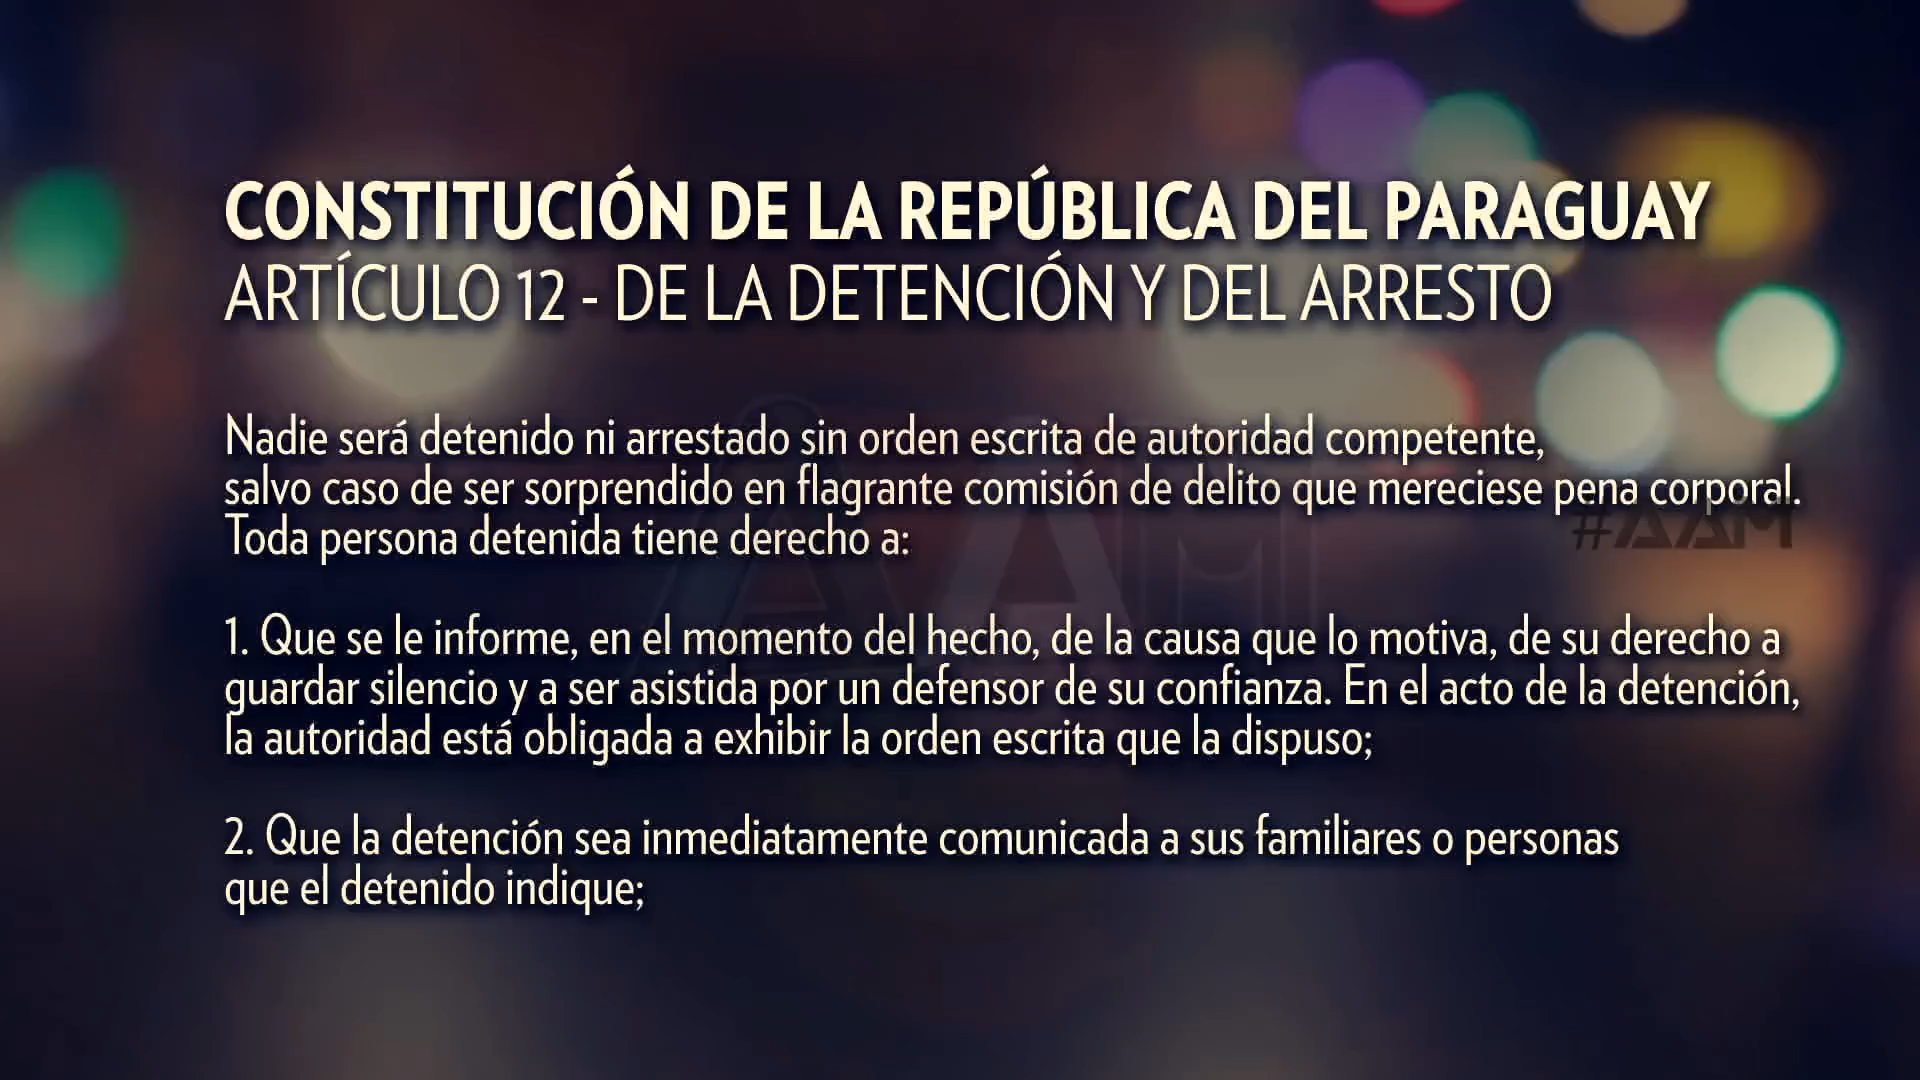 CONSTITUCIÓN DE LA REPÚBLICA DEL PARAGUAY
ARTÍCULO 12 - DE LA DETENCIÓN Y DEL ARRESTO
Nadie será detenido ni arrestado sin orden escrita de autoridad competente,
salvo caso de ser sorprendido en flagrante comisión de delito que mereciese pena corporal.
Toda persona detenida tiene derecho a:
#AAM
AAM
1. Que se le informe, en el momento del hecho, de la causa que lo motiva, de su derecho a
guardar silencio y a ser asistida por un defensor de su confianza. En el acto de la detención,
la autoridad está obligada a exhibir la orden escrita que la dispuso;
2. Que la detención sea inmediatamente comunicada a sus familiares o personas
que el detenido indique;